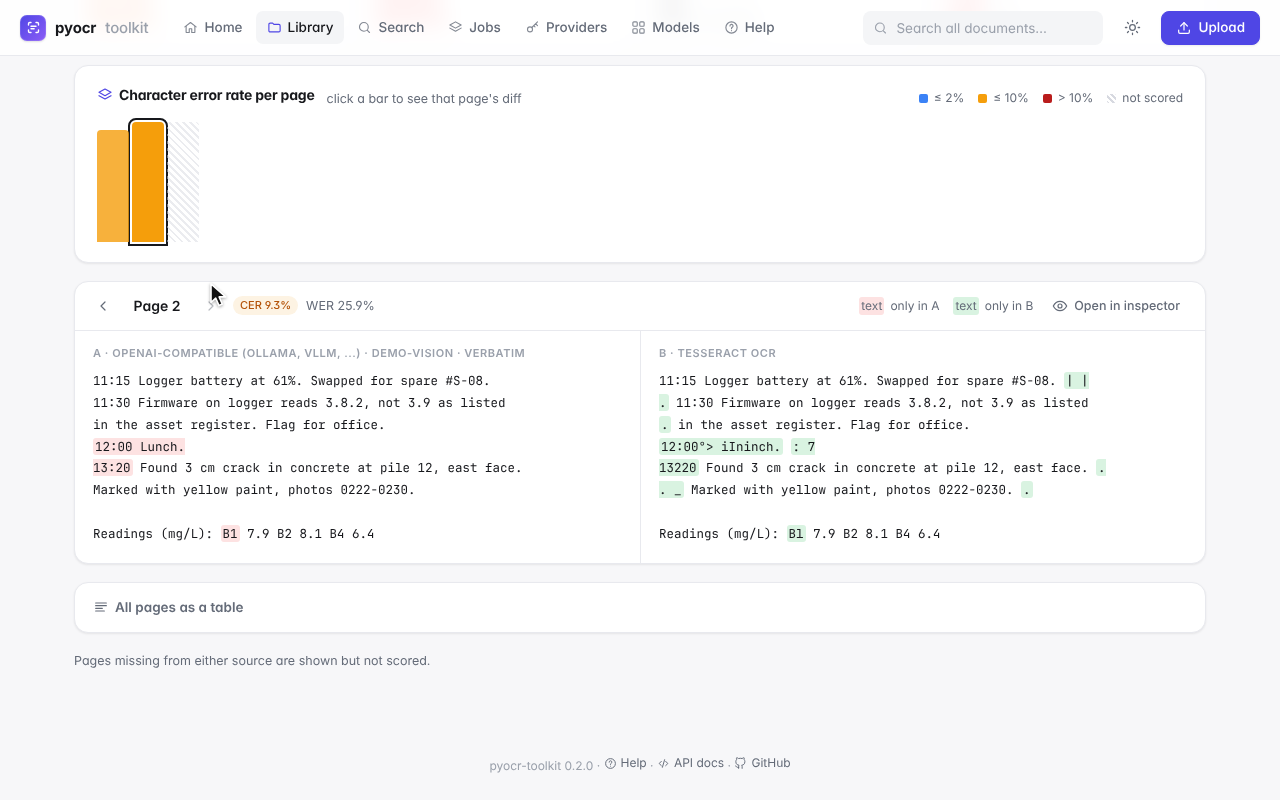 pyocr toolkit Home Library Search Jobs Providers Models Help Search all documents... Upload
Character error rate per page click a bar to see that page's diff ≤ 2% ≤ 10% > 10% not scored
Page 2 CER 9.3% WER 25.9% text only in A text only in B Open in inspector
A · OPENAI-COMPATIBLE (OLLAMA, VLLM, ...) · DEMO-VISION · VERBATIM
11:15 Logger battery at 61%. Swapped for spare #S-08.
11:30 Firmware on logger reads 3.8.2, not 3.9 as listed
in the asset register. Flag for office.
12:00 Lunch.
13:20 Found 3 cm crack in concrete at pile 12, east face.
Marked with yellow paint, photos 0222-0230.
Readings (mg/L): B1 7.9 B2 8.1 B4 6.4
B · TESSERACT OCR
11:15 Logger battery at 61%. Swapped for spare #S-08. | |
. 11:30 Firmware on logger reads 3.8.2, not 3.9 as listed
. in the asset register. Flag for office.
12:00°> iIninch. : 7
13220 Found 3 cm crack in concrete at pile 12, east face. .
. _ Marked with yellow paint, photos 0222-0230. .
Readings (mg/L): Bl 7.9 B2 8.1 B4 6.4
All pages as a table
Pages missing from either source are shown but not scored.
pyocr-toolkit 0.2.0 · Help · API docs · GitHub